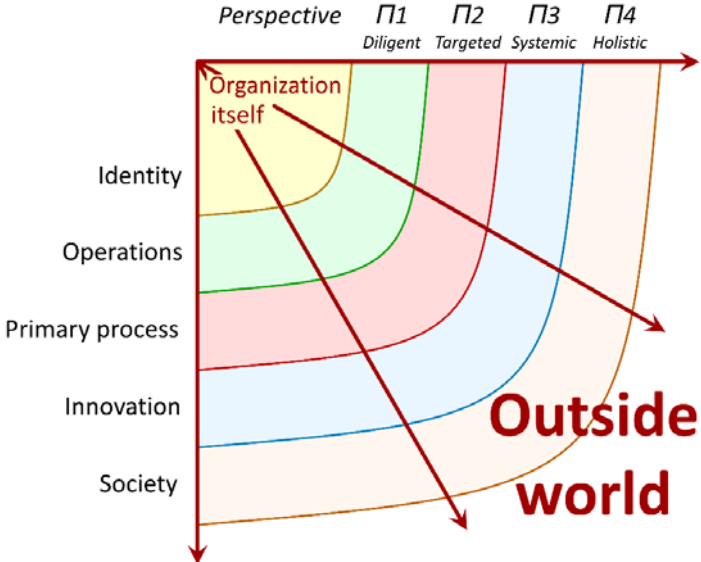 Perspective Π1 Π2 Π3 Π4
Diligent Targeted Systemic Holistic
Organization
itself
Identity
Operations
Primary process
Innovation
Outside
Society
world